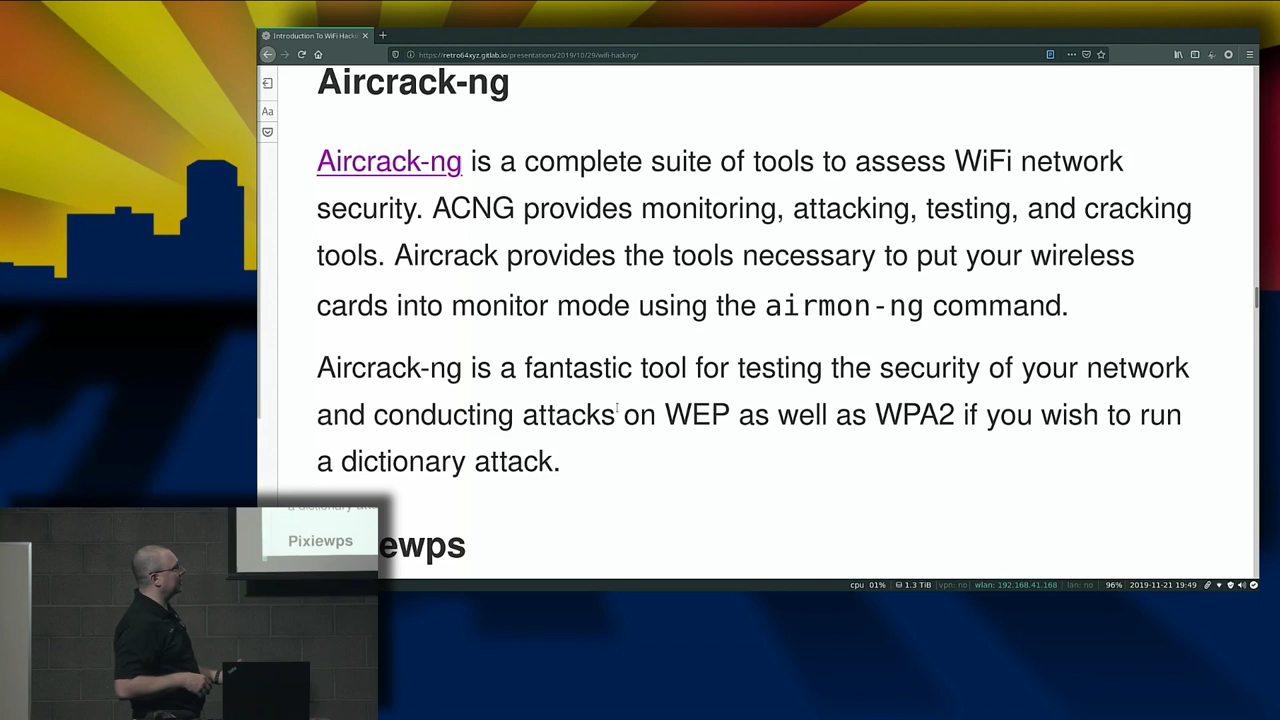 Introduction To WiFi Hacki
https://retro64xyz.gitlab.io/presentations/2019/10/29/wifi-hacking/
Aa
Aircrack-ng
Aircrack-ng is a complete suite of tools to assess WiFi network
security. ACNG provides monitoring, attacking, testing, and cracking
tools. Aircrack provides the tools necessary to put your wireless
cards into monitor mode using the airmon-ng command.
Aircrack-ng is a fantastic tool for testing the security of your network
and conducting attacks on WEP as well as WPA2 if you wish to run
a dictionary attack.
ewps
a dictionary atta
Pixiewps
cpu 01% 1.3 TiB vpn: no wlan: 192.168.41.168 lan: no 96% 2019-11-21 19:49